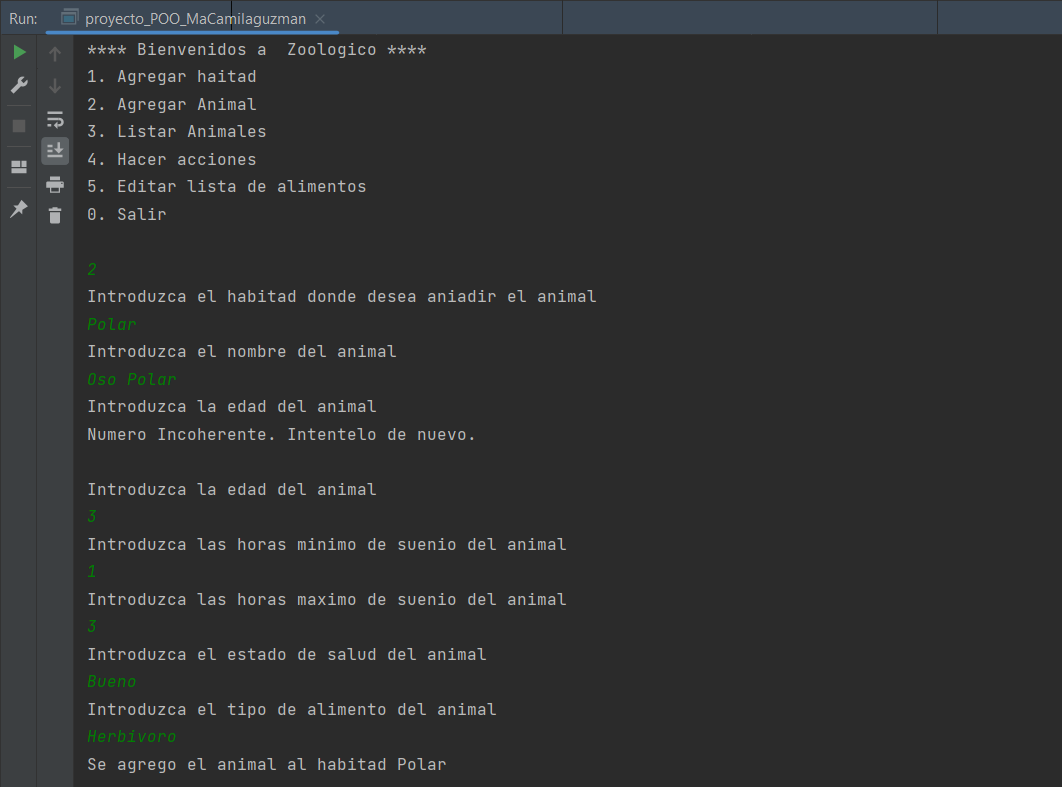 Run: proyecto_POO_MaCamilaguzman
**** Bienvenidos a  Zoologico ****
1. Agregar haitad
2. Agregar Animal
3. Listar Animales
4. Hacer acciones
5. Editar lista de alimentos
0. Salir
2
Introduzca el habitad donde desea aniadir el animal
Polar
Introduzca el nombre del animal
Oso Polar
Introduzca la edad del animal
Numero Incoherente. Intentelo de nuevo.
Introduzca la edad del animal
3
Introduzca las horas minimo de suenio del animal
1
Introduzca las horas maximo de suenio del animal
3
Introduzca el estado de salud del animal
Bueno
Introduzca el tipo de alimento del animal
Herbivoro
Se agrego el animal al habitad Polar